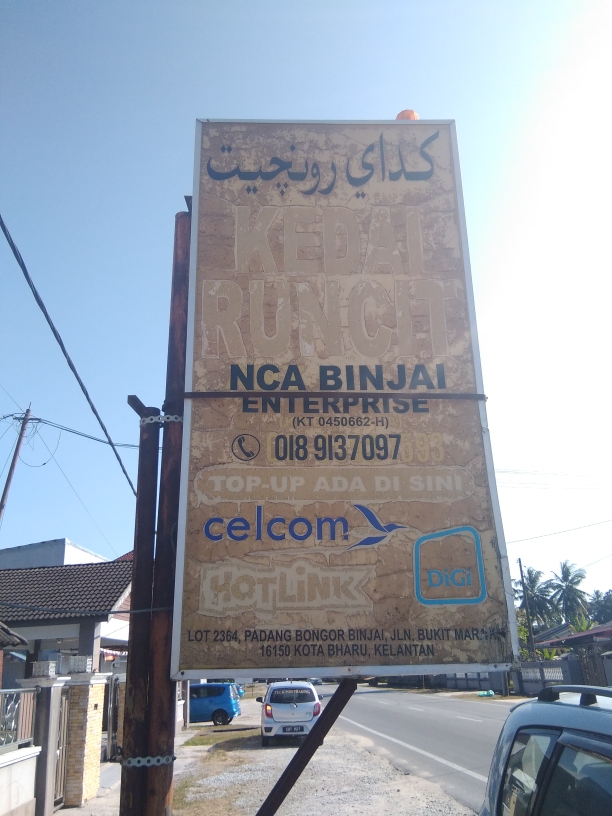 كداي رونچيت
KEDAI
RUNCIT
NCA BINJAI
ENTERPRISE
(KT 0450662-H)
018 9137097
TOP-UP ADA DI SINI
celcom
HOTLINK
DiGi
LOT 2364, PADANG BONGOR BINJAI, JLN. BUKIT MARAK
16150 KOTA BHARU, KELANTAN